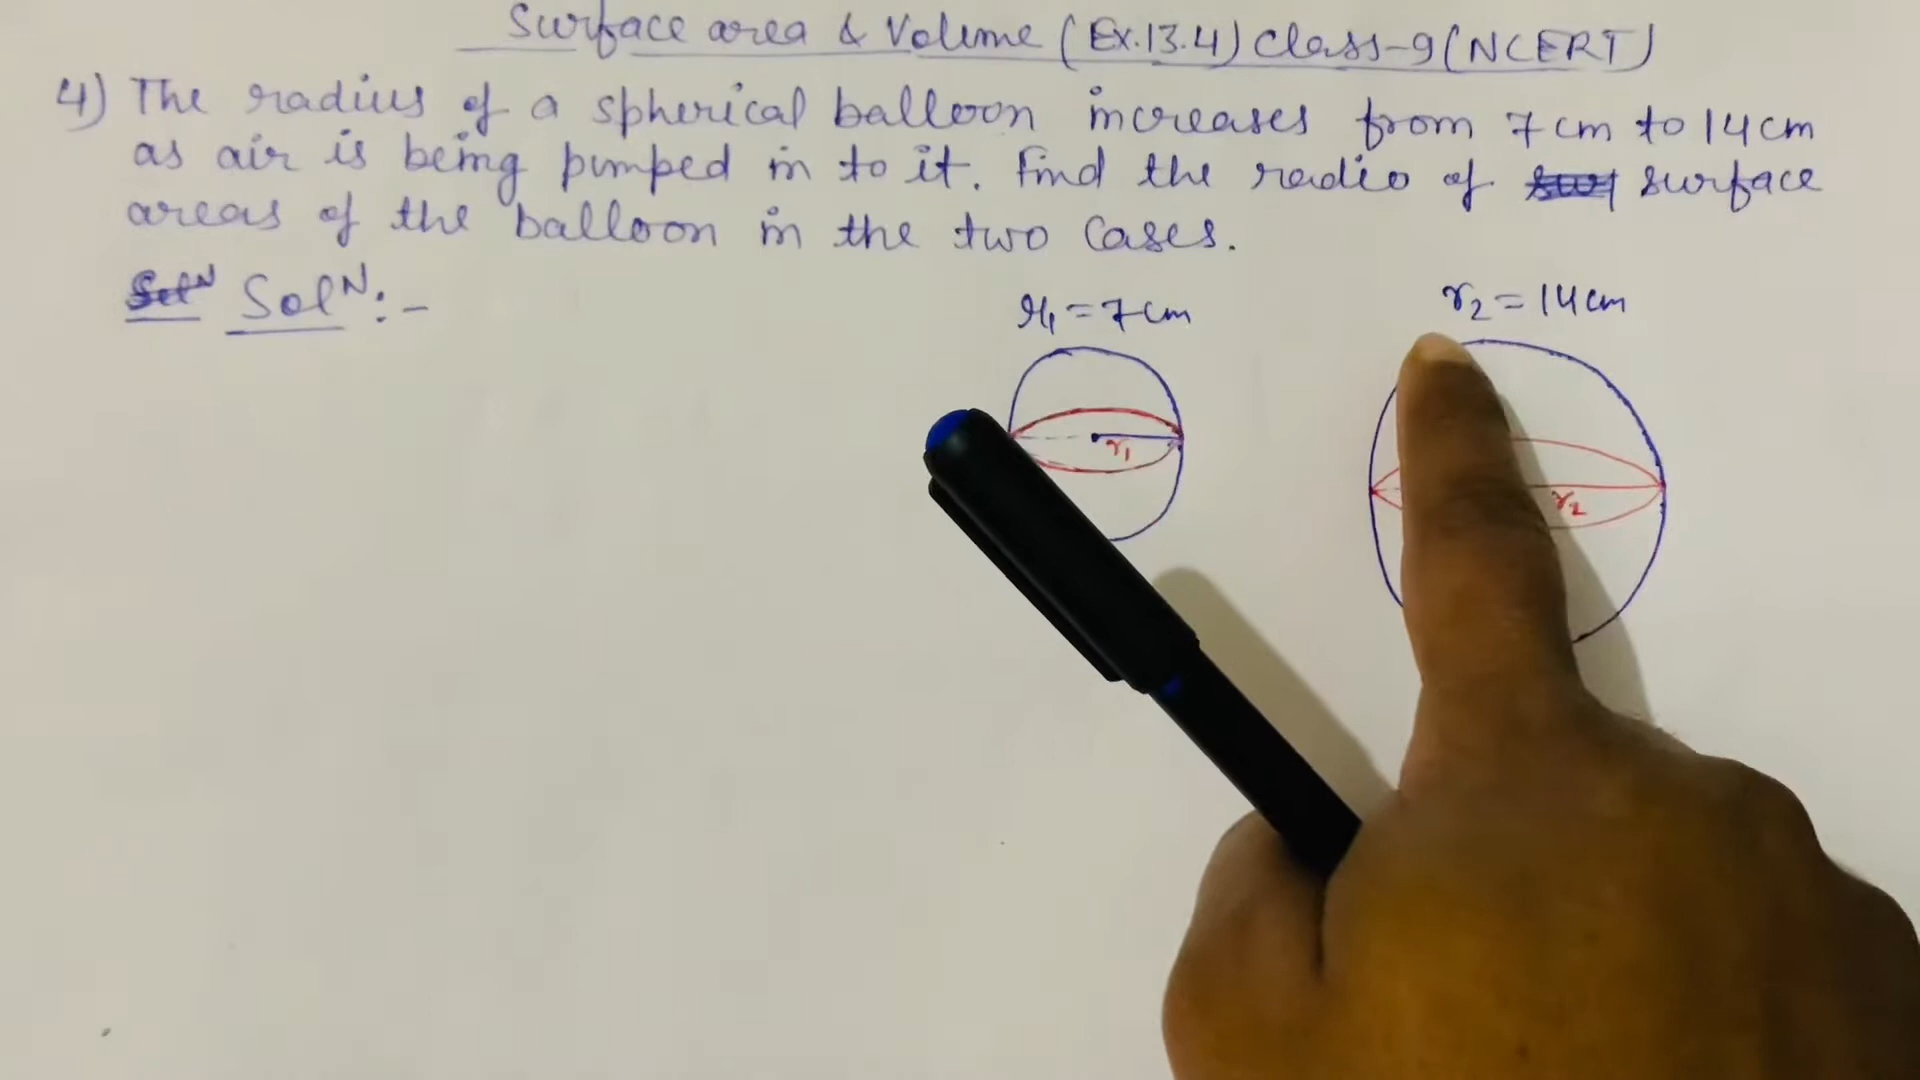 Surface area & Volume (Ex.13.4) Class-9 (NCERT)
4) The radius of a spherical balloon increases from 7 cm to 14 cm
as air is being pumped in to it. Find the radio of surface
areas of the balloon in the two cases.
Solᴺ Solᴺ:-
r₁ = 7 cm
r₂ = 14 cm
r₁
r₂